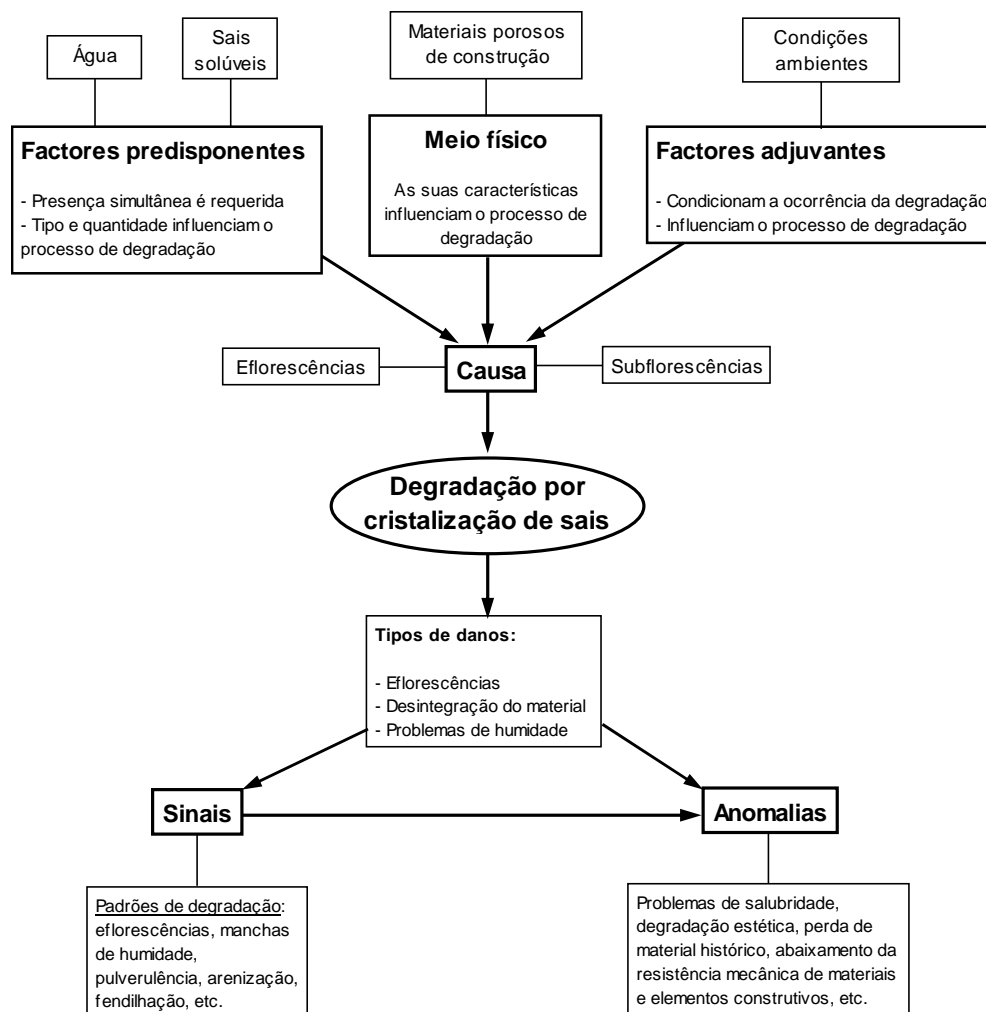 Água
Sais
solúveis
Materiais porosos
de construção
Condições
ambientes
Factores predisponentes
- Presença simultânea é requerida
- Tipo e quantidade influenciam o
processo de degradação
Meio físico
As suas características
influenciam o processo de
degradação
Factores adjuvantes
- Condicionam a ocorrência da degradação
- Influenciam o processo de degradação
Eflorescências
Causa
Subflorescências
Degradação por
cristalização de sais
Tipos de danos:
- Eflorescências
- Desintegração do material
- Problemas de humidade
Sinais
Anomalias
Padrões de degradação:
eflorescências, manchas
de humidade,
pulverulência, arenização,
fendilhação, etc.
Problemas de salubridade,
degradação estética, perda de
material histórico, abaixamento da
resistência mecânica de materiais
e elementos construtivos, etc.